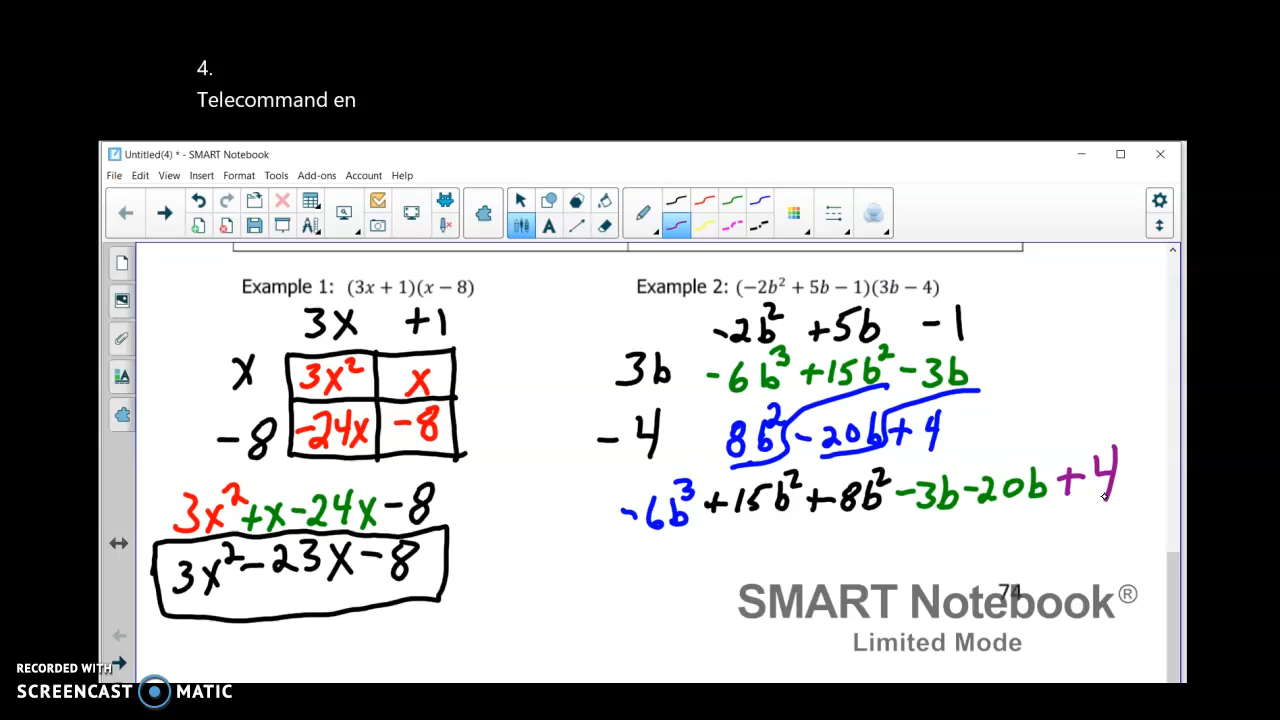 4.
Telecommand en
Untitled(4) * - SMART Notebook
File Edit View Insert Format Tools Add-ons Account Help
Example 1: (3x + 1)(x − 8)
3x +1
x 3x² x
-8 -24x -8
3x² +x -24x -8
3x² -23x -8
Example 2: (−2b² + 5b − 1)(3b − 4)
-2b² +5b -1
3b -6b³ +15b² -3b
-4 8b² -20b +4
-6b³ +15b² +8b² -3b -20b +4
74
SMART Notebook®
Limited Mode
RECORDED WITH
SCREENCAST MATIC